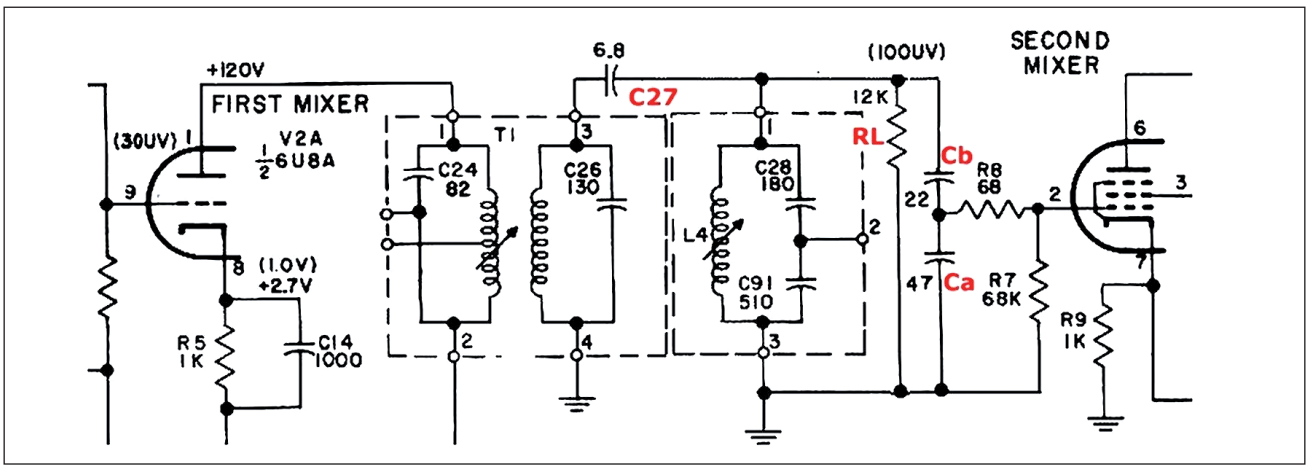 6.8
(100UV)
SECOND
MIXER
+120V
C27
FIRST MIXER
12K
RL
1
T1
3
1
6
(30UV)
1
V2A
1/2 6U8A
C24
82
C26
130
C28
180
Cb
R8
68
9
22
2
3
L4
2
8
(1.0V)
+2.7V
C91
510
47
Ca
R7
68K
7
R5
1K
C14
1000
2
4
3
R9
1K